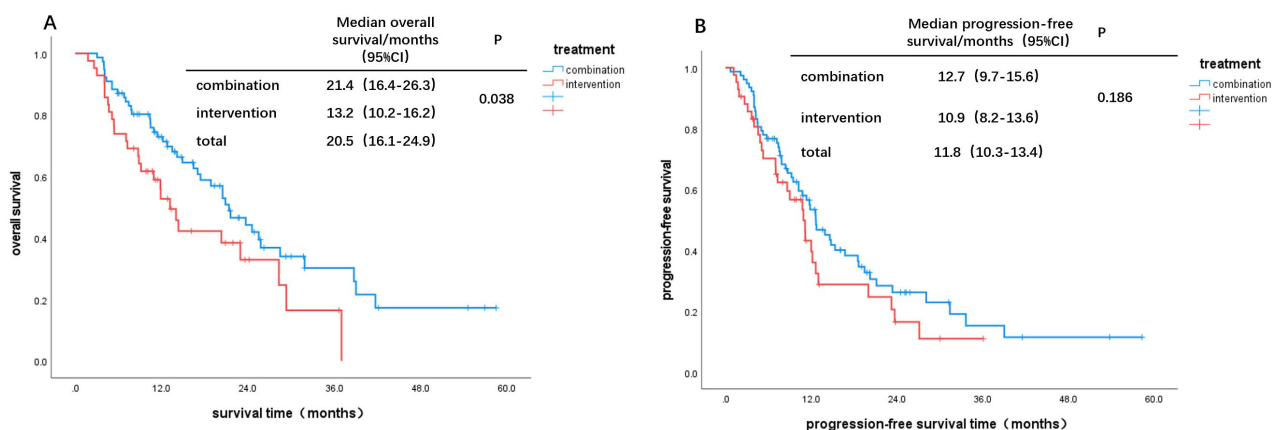 A
Median overall
survival/months
(95%CI)
P
combination
21.4 (16.4-26.3)
0.038
intervention
13.2 (10.2-16.2)
total
20.5 (16.1-24.9)
treatment
combination
intervention
overall survival
1.0
0.8
0.6
0.4
0.2
0.0
.0
12.0
24.0
36.0
48.0
60.0
survival time（months）
B
Median progression-free
survival/months（95%CI）
P
combination
12.7 (9.7-15.6)
0.186
intervention
10.9 (8.2-13.6)
total
11.8 (10.3-13.4)
treatment
combination
intervention
progression-free survival
1.0
0.8
0.6
0.4
0.2
0.0
.0
12.0
24.0
36.0
48.0
60.0
progression-free survival time（months）